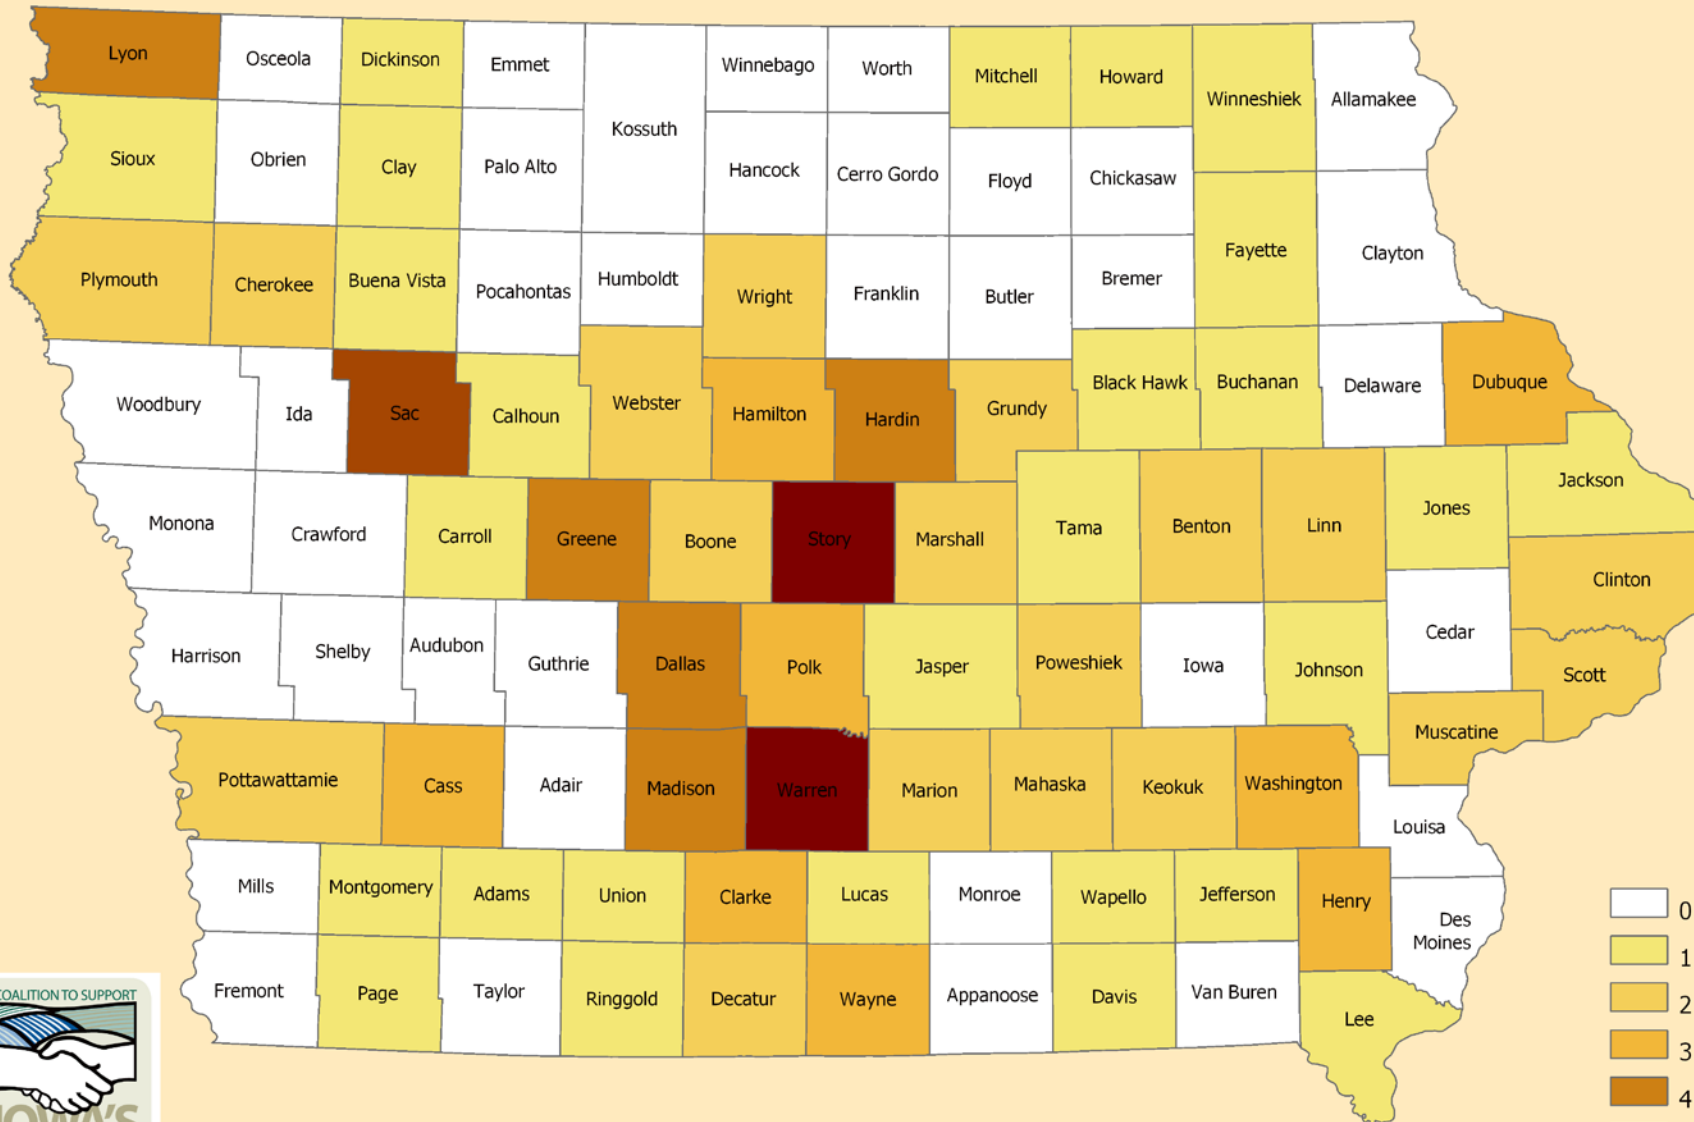 Lyon
Osceola
Dickinson
Emmet
Kossuth
Winnebago
Worth
Mitchell
Howard
Winneshiek
Allamakee
Sioux
Obrien
Clay
Palo Alto
Hancock
Cerro Gordo
Floyd
Chickasaw
Plymouth
Cherokee
Buena Vista
Pocahontas
Humboldt
Wright
Franklin
Butler
Bremer
Fayette
Clayton
Woodbury
Ida
Sac
Calhoun
Webster
Hamilton
Hardin
Grundy
Black Hawk
Buchanan
Delaware
Dubuque
Monona
Crawford
Carroll
Greene
Boone
Story
Marshall
Tama
Benton
Linn
Jones
Jackson
Clinton
Harrison
Shelby
Audubon
Guthrie
Dallas
Polk
Jasper
Poweshiek
Iowa
Johnson
Cedar
Scott
Muscatine
Pottawattamie
Cass
Adair
Madison
Warren
Marion
Mahaska
Keokuk
Washington
Louisa
Mills
Montgomery
Adams
Union
Clarke
Lucas
Monroe
Wapello
Jefferson
Henry
Des
Moines
Fremont
Page
Taylor
Ringgold
Decatur
Wayne
Appanoose
Davis
Van Buren
Lee
0
1
2
3
4
COALITION TO SUPPORT
IOWA'S